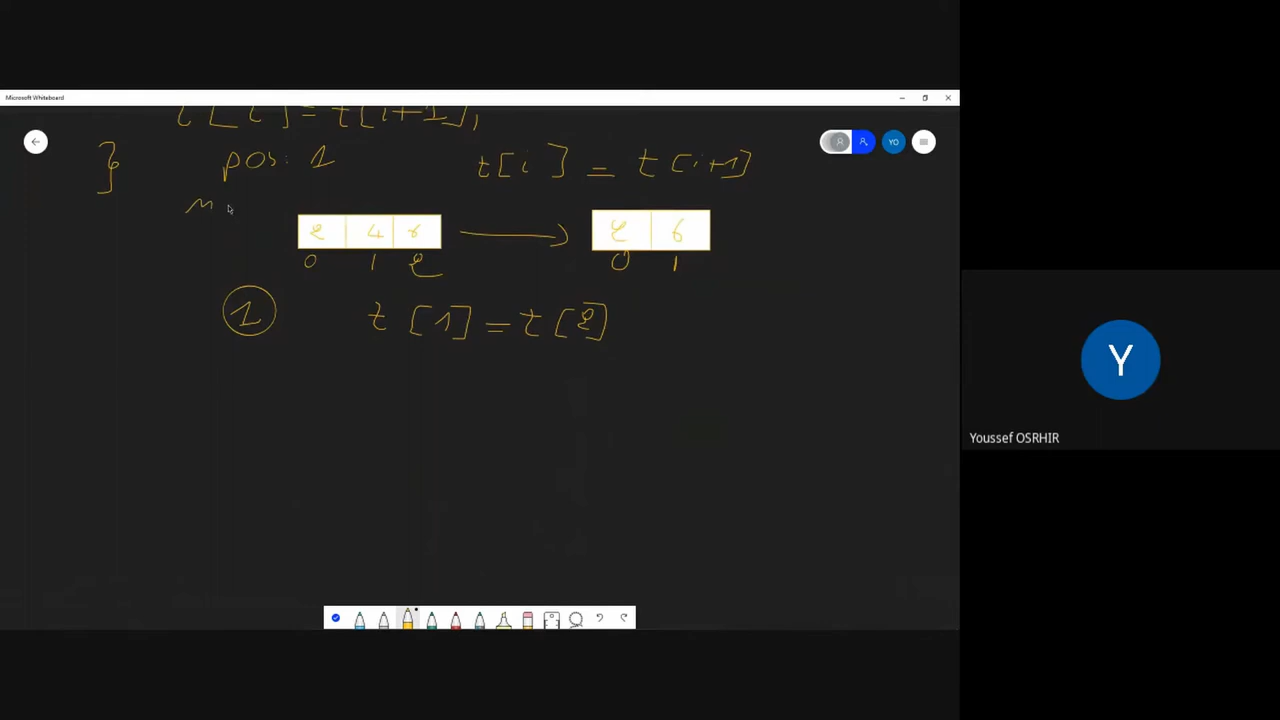 Microsoft Whiteboard
t[i] = t[i+1];
} pos: 1 t[i] = t[i+1]
YO
n
2 4 6 → 2 6
0 1 2 0 1
1 t[1] = t[2]
Y
Youssef OSRHIR